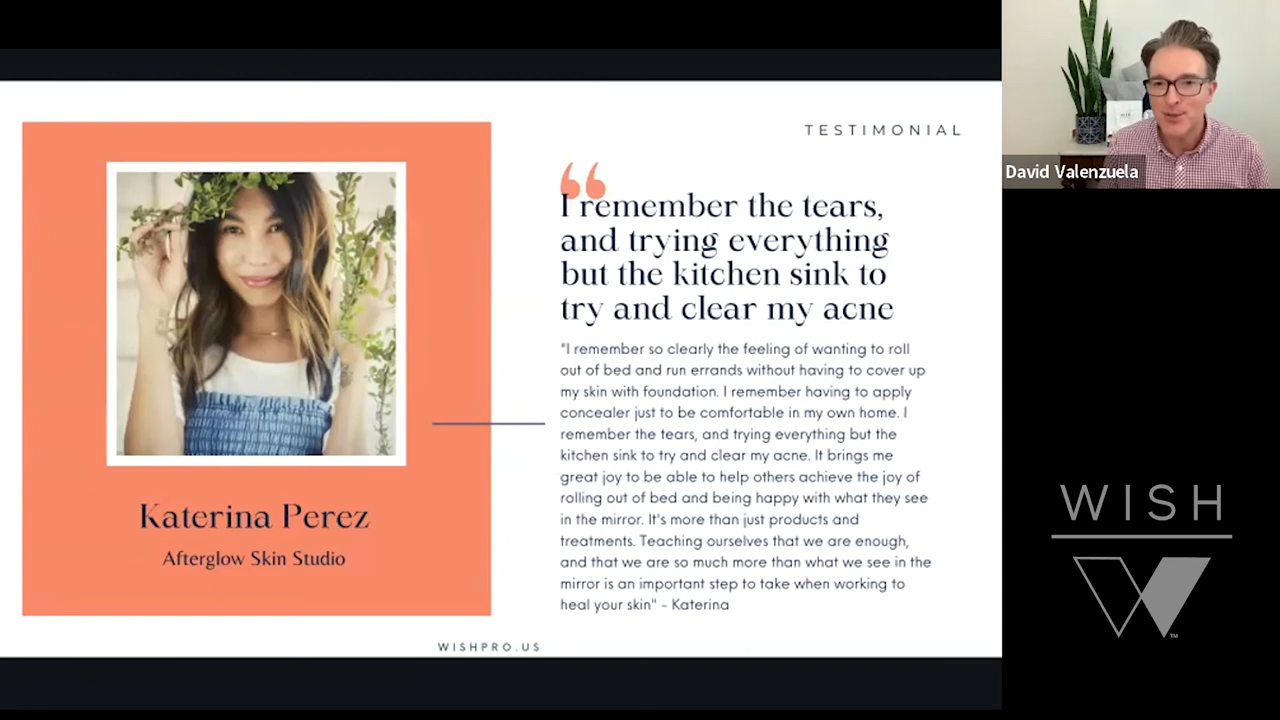 TESTIMONIAL
“
I remember the tears,
and trying everything
but the kitchen sink to
try and clear my acne
"I remember so clearly the feeling of wanting to roll
out of bed and run errands without having to cover up
my skin with foundation. I remember having to apply
concealer just to be comfortable in my own home. I
remember the tears, and trying everything but the
kitchen sink to try and clear my acne. It brings me
great joy to be able to help others achieve the joy of
rolling out of bed and being happy with what they see
in the mirror. It's more than just products and
treatments. Teaching ourselves that we are enough,
and that we are so much more than what we see in the
mirror is an important step to take when working to
heal your skin" - Katerina
Katerina Perez
Afterglow Skin Studio
WISHPRO.US
David Valenzuela
WISH
W™